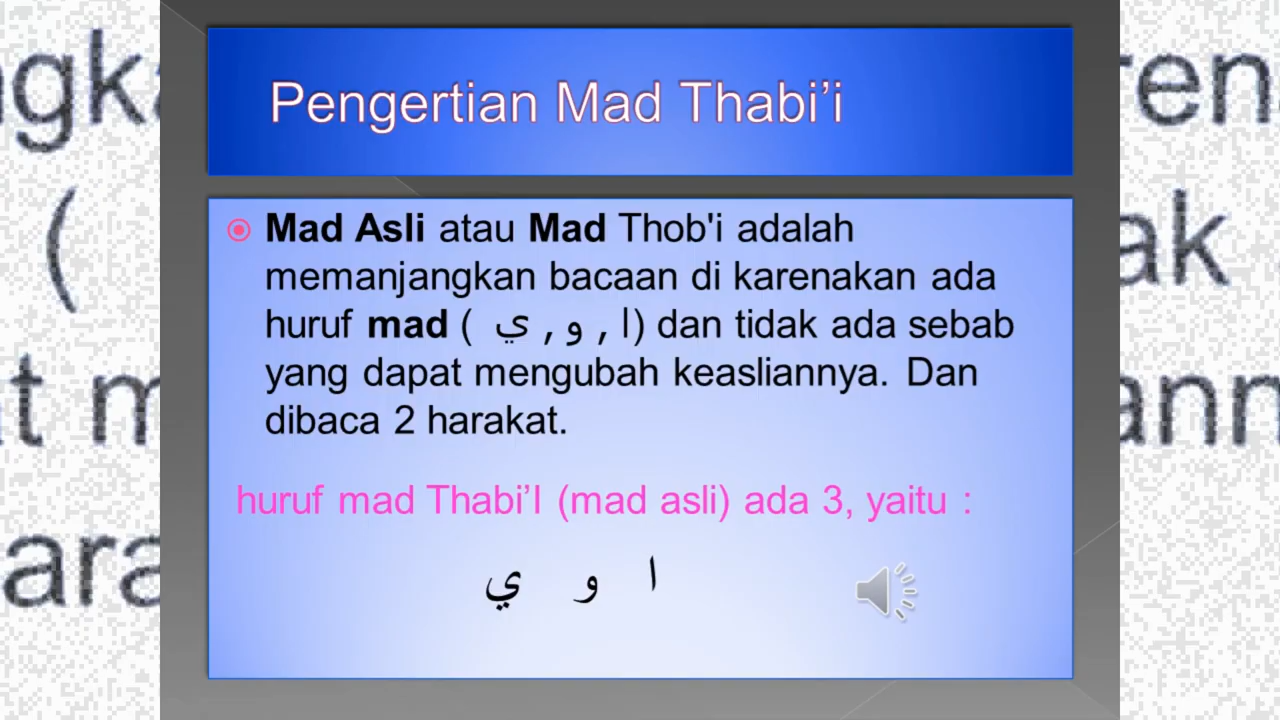 Pengertian Mad Thabi’i
Mad Asli atau Mad Thob'i adalah
memanjangkan bacaan di karenakan ada
huruf mad ( ا , و , ي ) dan tidak ada sebab
yang dapat mengubah keasliannya. Dan
dibaca 2 harakat.
huruf mad Thabi’I (mad asli) ada 3, yaitu :
ا و ي